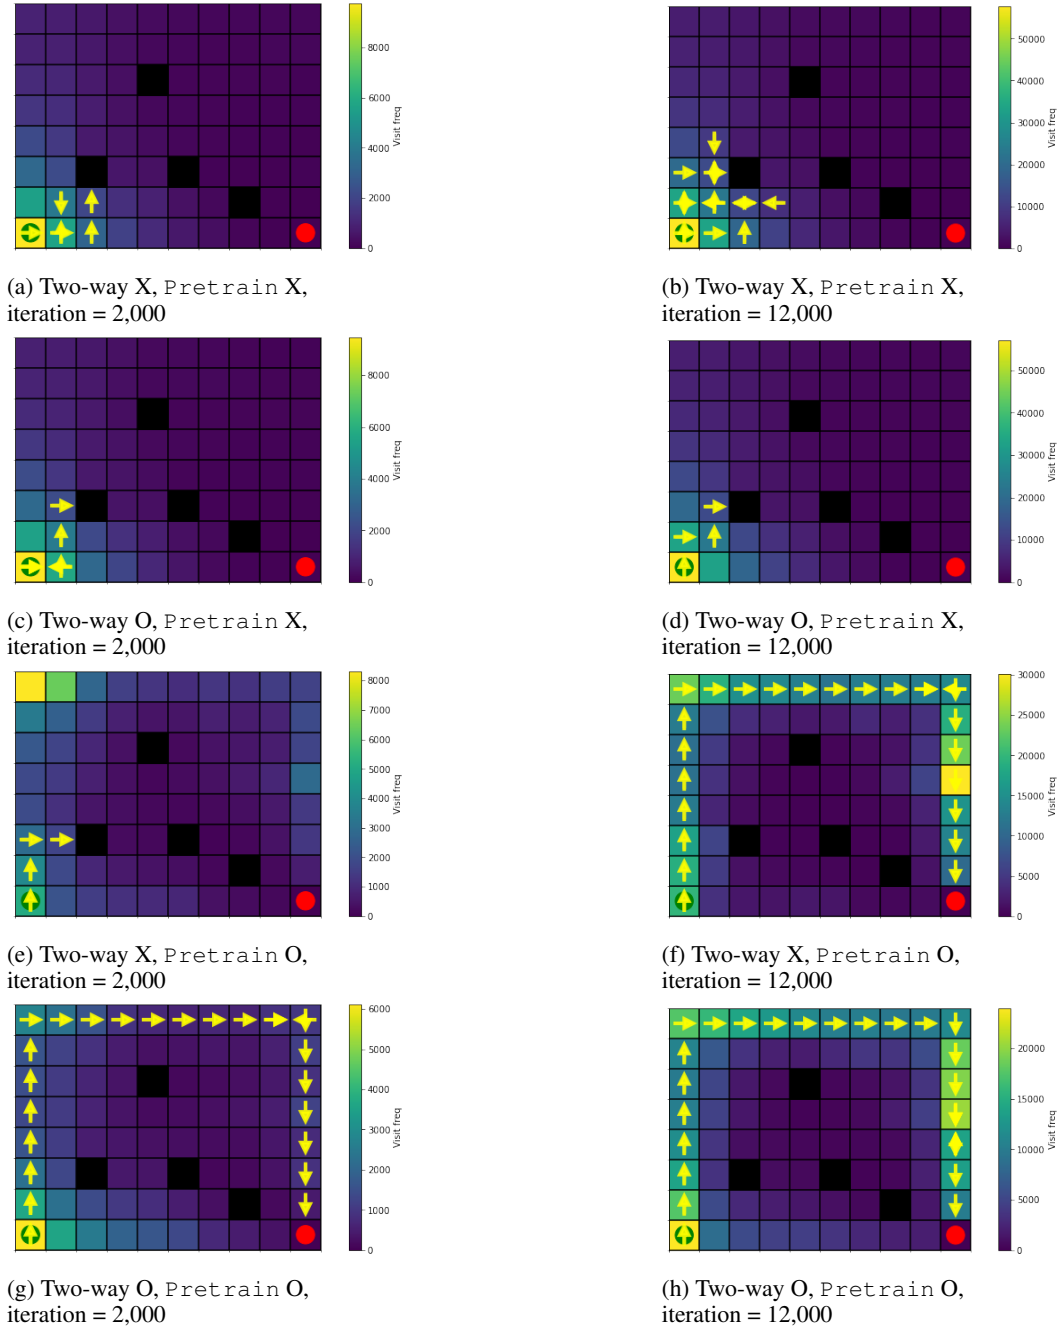 8000
6000
4000
2000
0
Visit freq
50000
40000
30000
20000
10000
0
Visit freq
(a) Two-way X, Pretrain X,
iteration = 2,000
(b) Two-way X, Pretrain X,
iteration = 12,000
8000
6000
4000
2000
0
Visit freq
50000
40000
30000
20000
10000
0
Visit freq
(c) Two-way O, Pretrain X,
iteration = 2,000
(d) Two-way O, Pretrain X,
iteration = 12,000
8000
7000
6000
5000
4000
3000
2000
1000
0
Visit freq
30000
25000
20000
15000
10000
5000
0
Visit freq
(e) Two-way X, Pretrain O,
iteration = 2,000
(f) Two-way X, Pretrain O,
iteration = 12,000
6000
5000
4000
3000
2000
1000
0
Visit freq
20000
15000
10000
5000
0
Visit freq
(g) Two-way O, Pretrain O,
iteration = 2,000
(h) Two-way O, Pretrain O,
iteration = 12,000